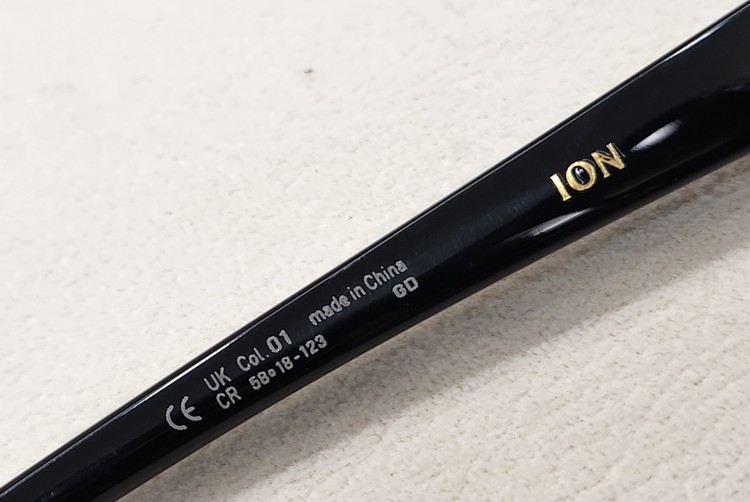 ION
CE UK Col.01 made in China
CR 58▫18-123 GD